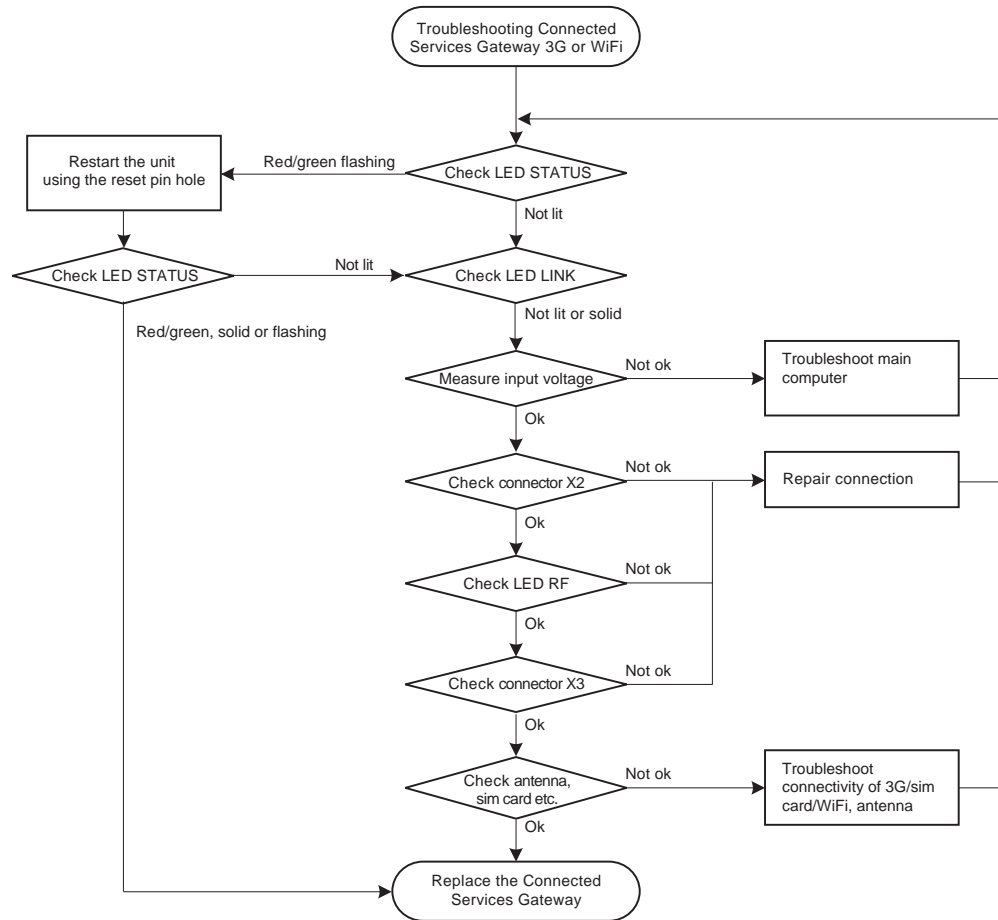 Troubleshooting Connected
Services Gateway 3G or WiFi
Restart the unit
using the reset pin hole
Red/green flashing
Check LED STATUS
Not lit
Check LED STATUS
Not lit
Check LED LINK
Red/green, solid or flashing
Not lit or solid
Measure input voltage
Not ok
Troubleshoot main
computer
Ok
Check connector X2
Not ok
Repair connection
Ok
Check LED RF
Not ok
Ok
Check connector X3
Not ok
Ok
Check antenna,
sim card etc.
Not ok
Troubleshoot
connectivity of 3G/sim
card/WiFi, antenna
Ok
Replace the Connected
Services Gateway